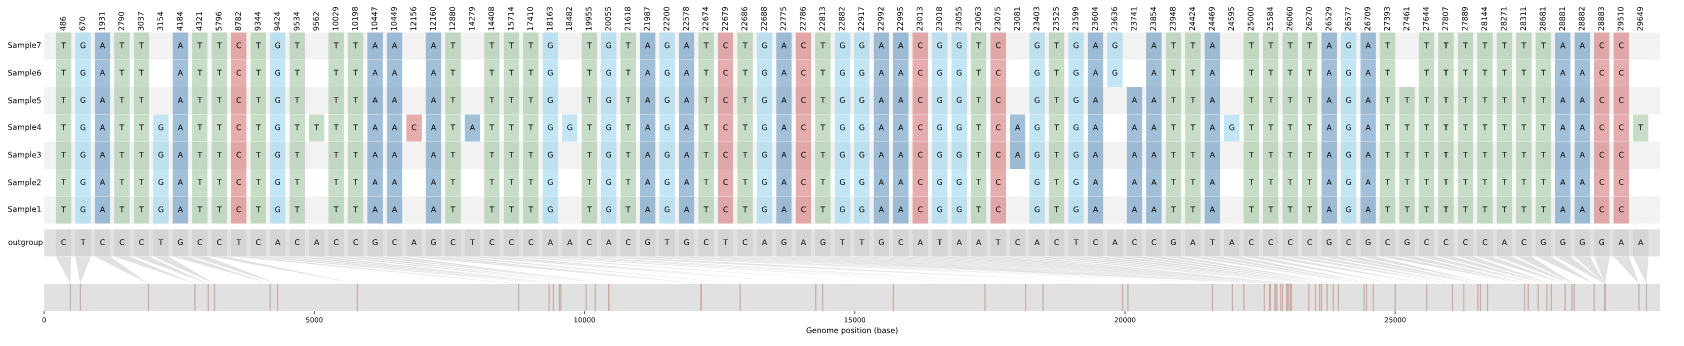 486 670 1931 2790 3037 3154 4184 4321 5796 8782 9344 9424 9534 9562 10029 10198 10447 10449 12156 12160 12880 14279 14408 15714 17410 18163 18482 19955 20055 21618 21987 22200 22578 22674 22679 22686 22688 22775 22786 22813 22882 22917 22992 22995 23013 23018 23055 23063 23075 23081 23403 23525 23599 23604 23636 23741 23854 23948 24424 24469 24595 25000 25584 26060 26270 26529 26577 26709 27393 27461 27644 27807 27889 28144 28271 28311 28681 28881 28882 28883 29510 29649
Sample7 T G A T T A T T C T G T T T A A A T T T T G T G T A G A T C T G A C T G G A A C G G T C G T G A G A T T A T T T T A G A T T T T T T T T A A C C
Sample6 T G A T T A T T C T G T T T A A A T T T T G T G T A G A T C T G A C T G G A A C G G T C G T G A G A T T A T T T T A G A T T T T T T T T A A C C
Sample5 T G A T T A T T C T G T T T A A A T T T T G T G T A G A T C T G A C T G G A A C G G T C G T G A A A T T A T T T T A G A T T T T T T T T T A A C C
Sample4 T G A T T G A T T C T G T T T T A A C A T A T T T G G T G T A G A T C T G A C T G G A A C G G T C A G T G A A A T T A G T T T T A G A T T T T T T T T T A A C C T
Sample3 T G A T T G A T T C T G T T T A A A T T T T G T G T A G A T C T G A C T G G A A C G G T C A G T G A A A T T A T T T T A G A T T T T T T T T T A A C C
Sample2 T G A T T G A T T C T G T T T A A A T T T T G T G T A G A T C T G A C T G G A A C G G T C G T G A A A T T A T T T T A G A T T T T T T T T T A A C C
Sample1 T G A T T G A T T C T G T T T A A A T T T T G T G T A G A T C T G A C T G G A A C G G T C G T G A A A T T A T T T T A G A T T T T T T T T T A A C C
outgroup C T C C C T G C C T C A C A C C G C A G C T C C C A A C A C G T G C T C A G A G T T G C A T A A T C A C T C A C C G A T A C C C C G C G C G C C C C A C G G G G A A
0 5000 10000 15000 20000 25000
Genome position (base)